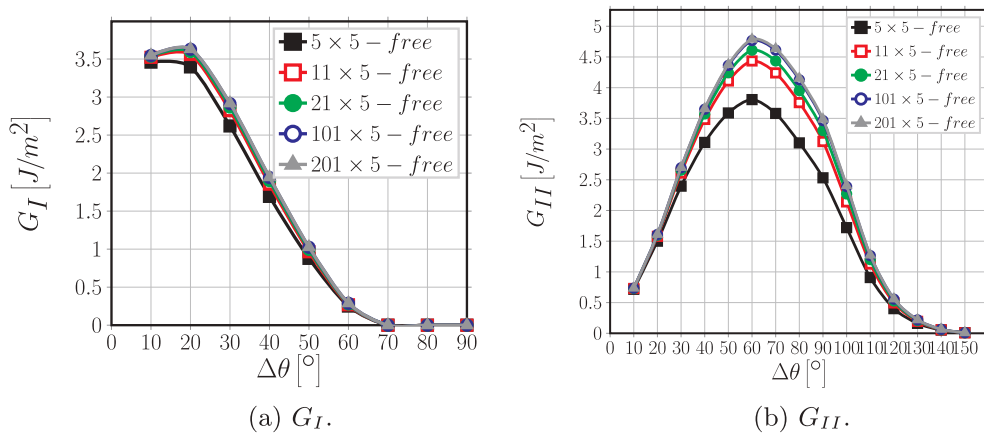 3.5
3
2.5
2
1.5
1
0.5
0
0 10 20 30 40 50 60 70 80 90
G_I [J/m²]
Δθ [°]
5 × 5 − free
11 × 5 − free
21 × 5 − free
101 × 5 − free
201 × 5 − free
(a) G_I.
5
4.5
4
3.5
3
2.5
2
1.5
1
0.5
0
0 10 20 30 40 50 60 70 80 90 100 110 120 130 140 150
G_II [J/m²]
Δθ [°]
5 × 5 − free
11 × 5 − free
21 × 5 − free
101 × 5 − free
201 × 5 − free
(b) G_II.